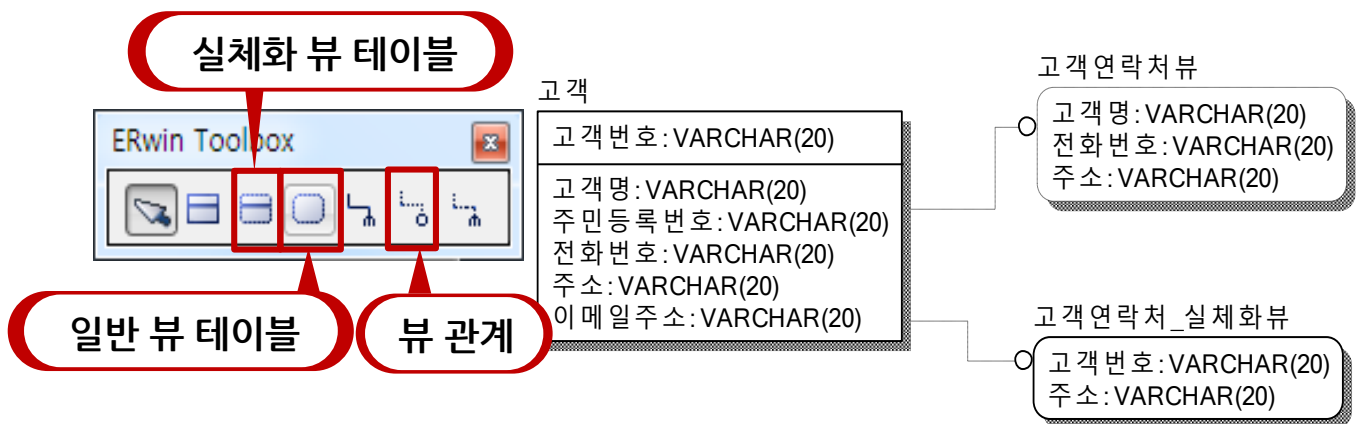 실체화 뷰 테이블
ERwin Toolbox
일반 뷰 테이블
뷰 관계
고객
고객번호:VARCHAR(20)
고객명:VARCHAR(20)
주민등록번호:VARCHAR(20)
전화번호:VARCHAR(20)
주소:VARCHAR(20)
이메일주소:VARCHAR(20)
고객연락처뷰
고객명:VARCHAR(20)
전화번호:VARCHAR(20)
주소:VARCHAR(20)
고객연락처_실체화뷰
고객번호:VARCHAR(20)
주소:VARCHAR(20)